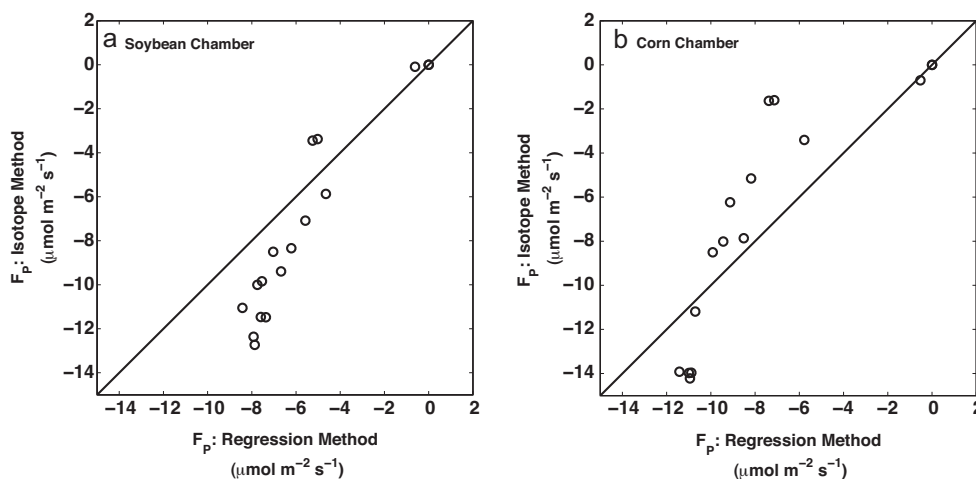 a Soybean Chamber
2
0
−2
−4
−6
−8
−10
−12
−14
F_P: Isotope Method
(μmol m⁻² s⁻¹)
−14 −12 −10 −8 −6 −4 −2 0 2
F_P: Regression Method
(μmol m⁻² s⁻¹)
b Corn Chamber
2
0
−2
−4
−6
−8
−10
−12
−14
F_P: Isotope Method
(μmol m⁻² s⁻¹)
−14 −12 −10 −8 −6 −4 −2 0 2
F_P: Regression Method
(μmol m⁻² s⁻¹)